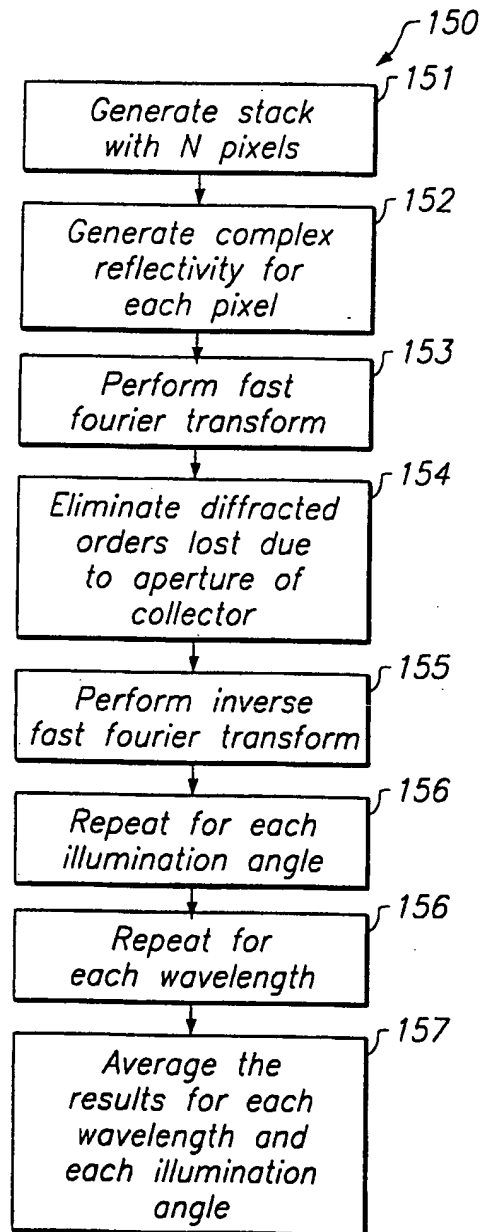 150
151
Generate stack
with N pixels
152
Generate complex
reflectivity for
each pixel
153
Perform fast
fourier transform
154
Eliminate diffracted
orders lost due
to aperture of
collector
155
Perform inverse
fast fourier transform
156
Repeat for each
illumination angle
156
Repeat for
each wavelength
157
Average the
results for each
wavelength and
each illumination
angle